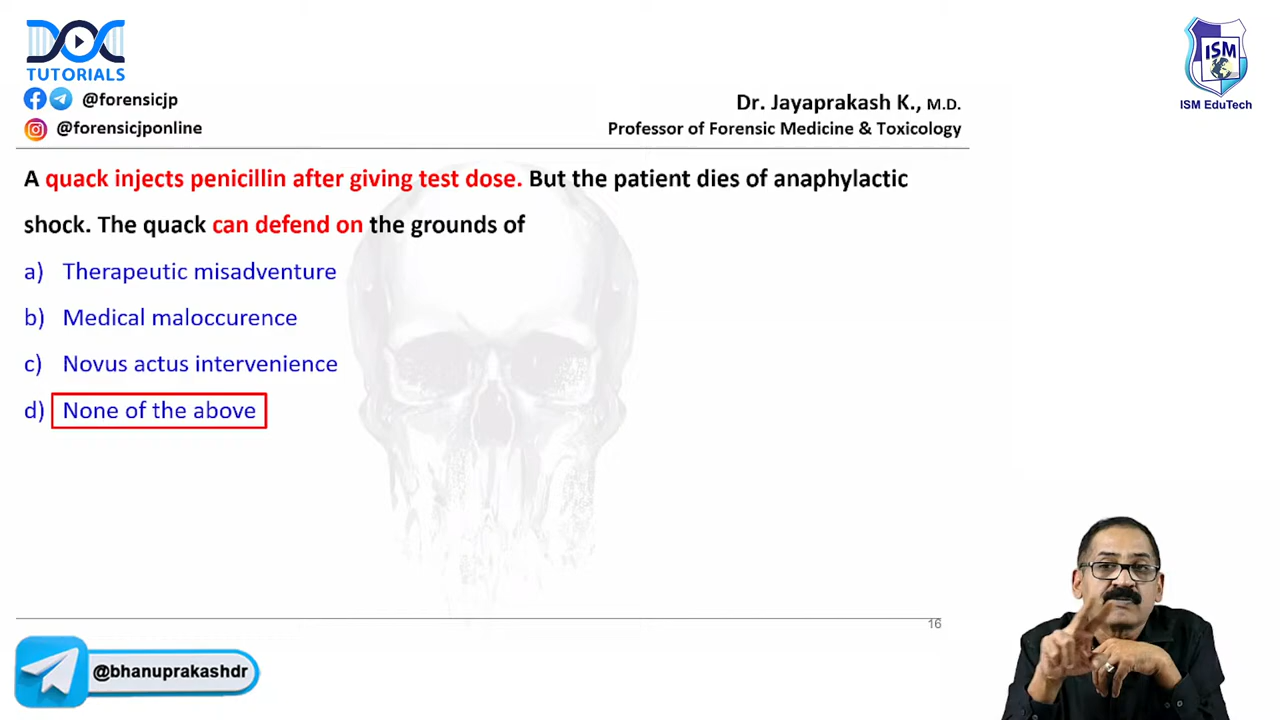 DOC
TUTORIALS
@forensicjp
@forensicjponline
ISM
ISM EduTech
Dr. Jayaprakash K., M.D.
Professor of Forensic Medicine & Toxicology
A quack injects penicillin after giving test dose. But the patient dies of anaphylactic
shock. The quack can defend on the grounds of
a) Therapeutic misadventure
b) Medical maloccurence
c) Novus actus intervenience
d) None of the above
16
@bhanuprakashdr